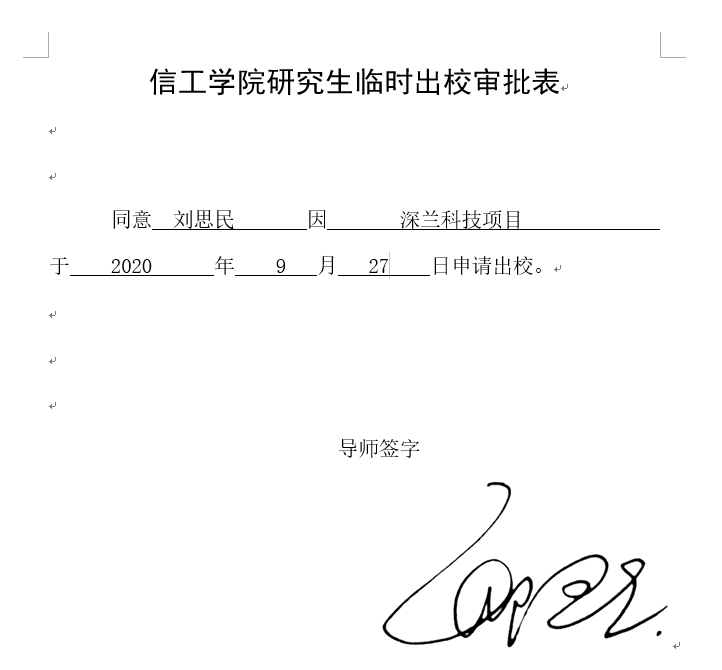 信工学院研究生临时出校审批表
同意 刘思民 因 深兰科技项目
于 2020 年 9 月 27 日申请出校。
导师签字